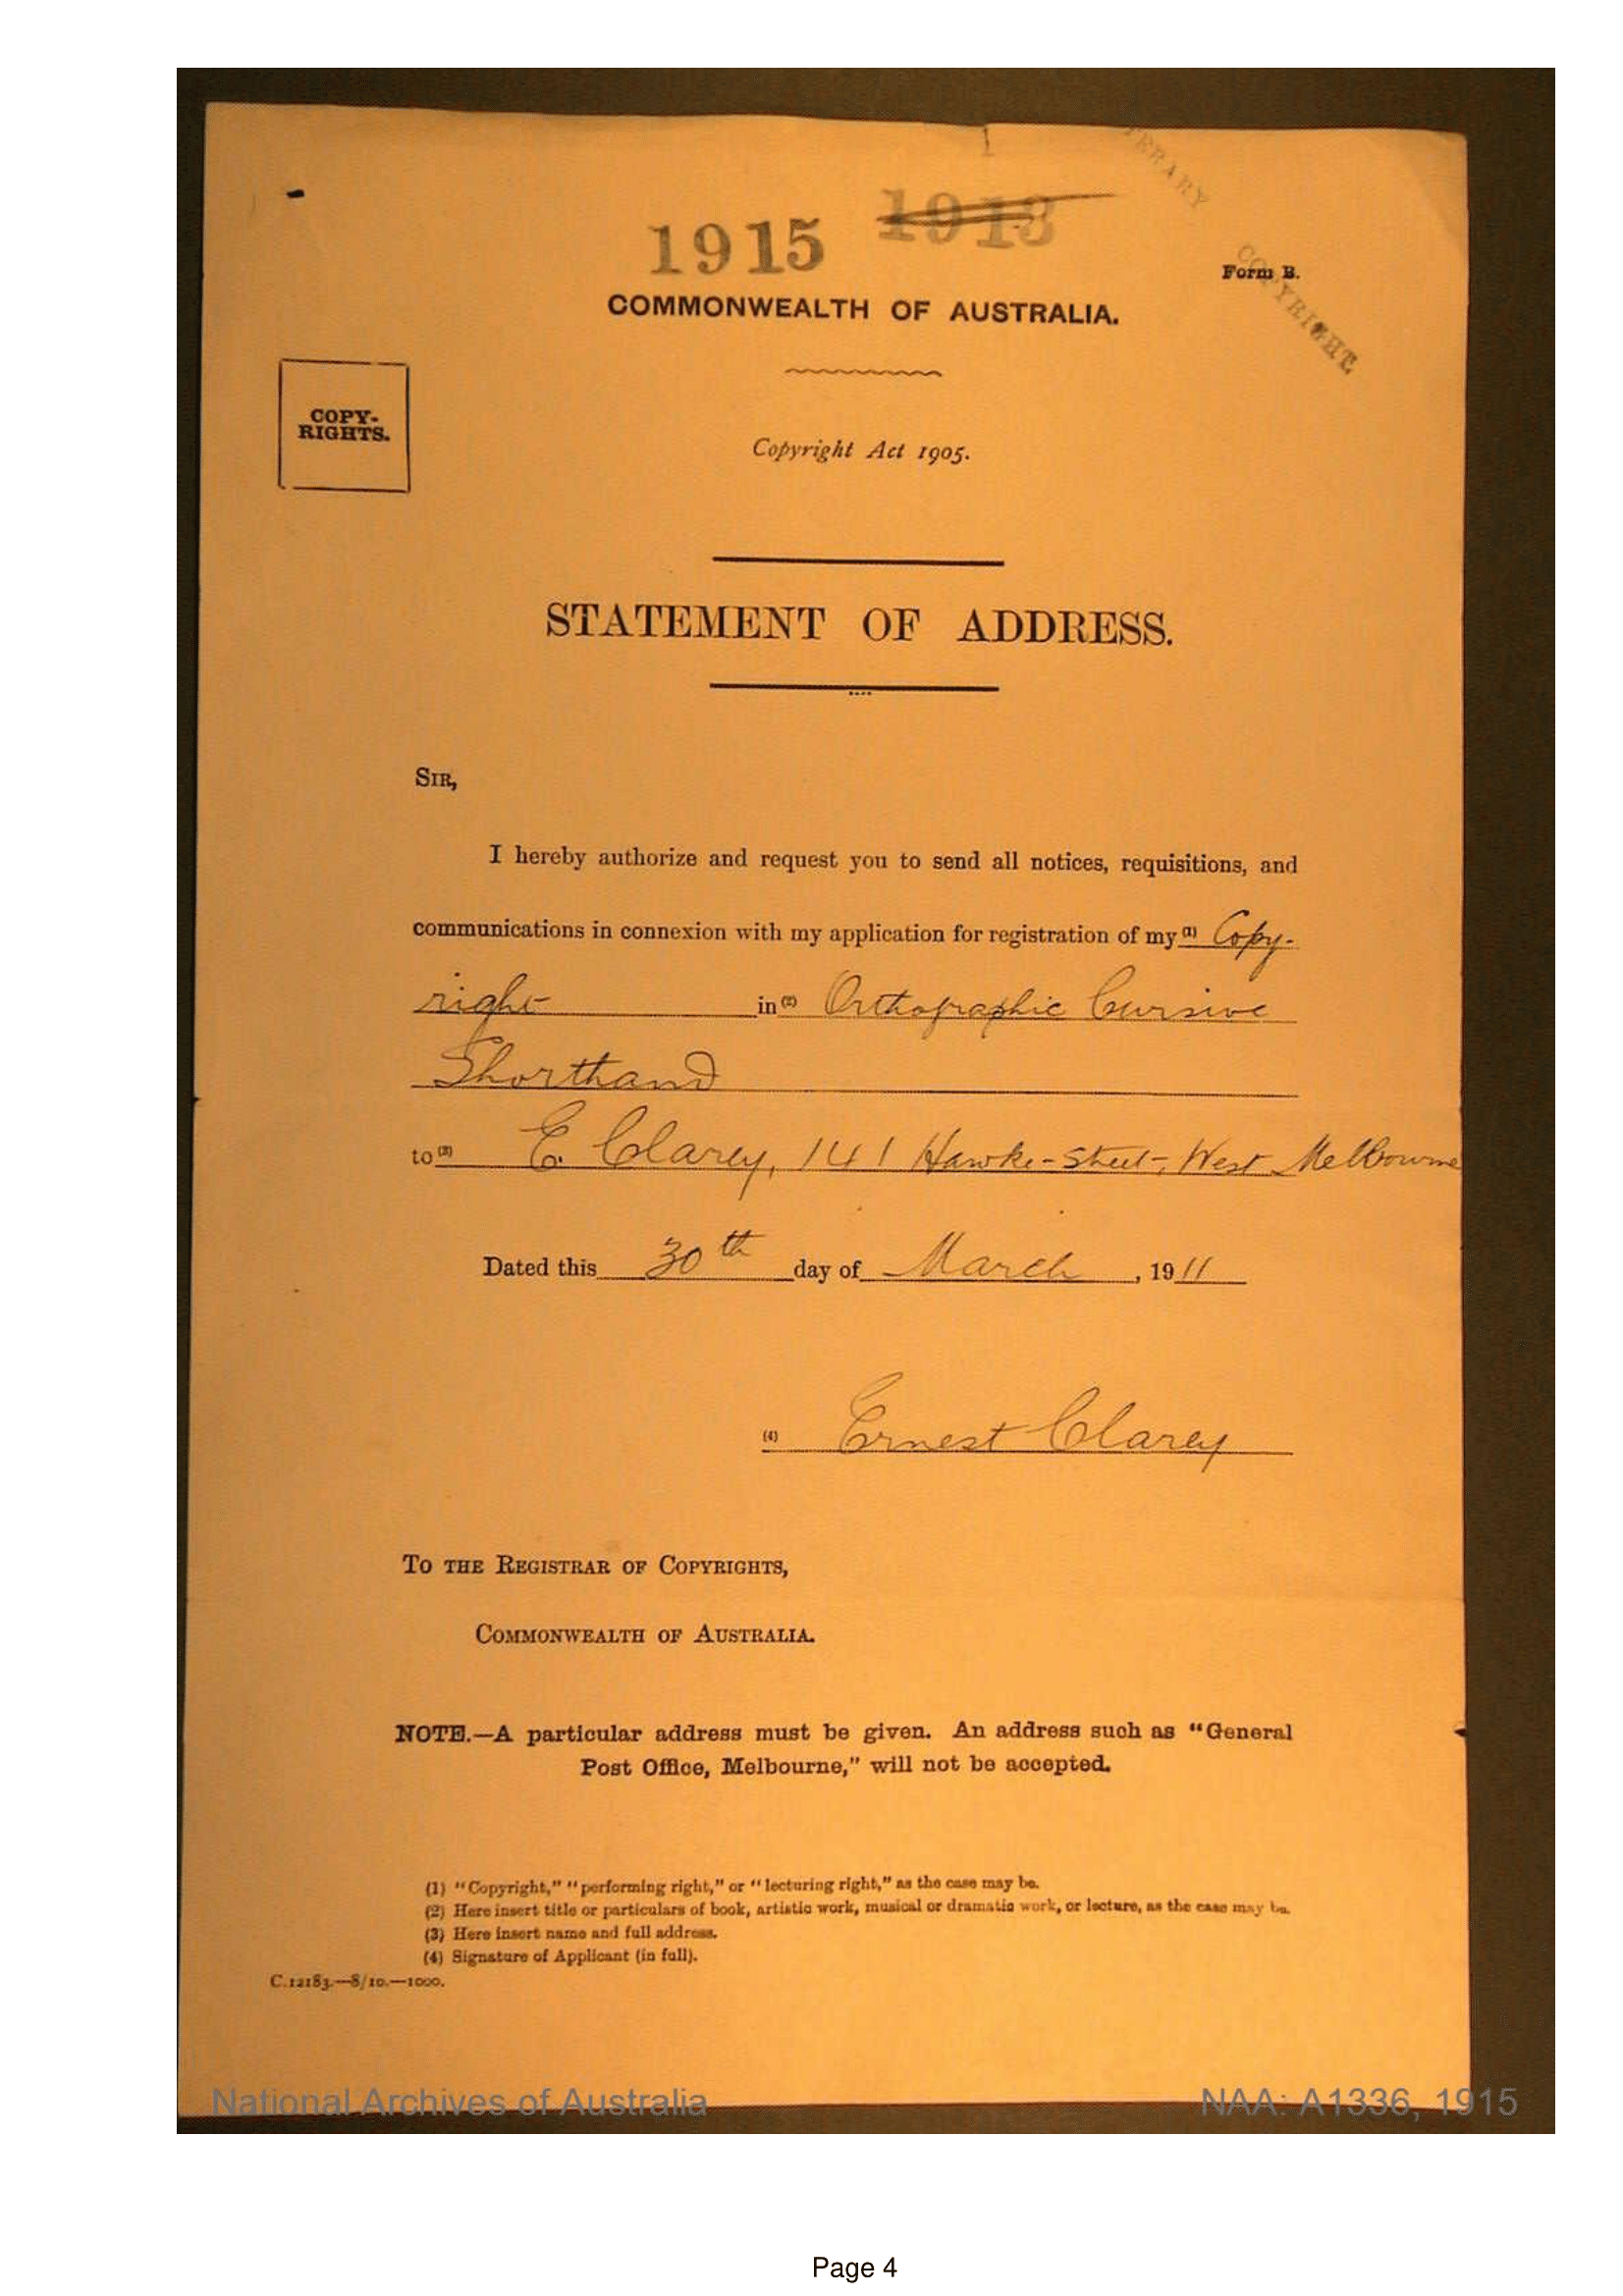 TERARY
COPYRIGHT.
1915 1913
Form B.
COMMONWEALTH OF AUSTRALIA.
COPY-
RIGHTS.
Copyright Act 1905.
STATEMENT OF ADDRESS.
SIR,
I hereby authorize and request you to send all notices, requisitions, and
communications in connexion with my application for registration of my (1) Copy-
right in (2) Orthographic Cursive
Shorthand
to (3) E. Clarey, 141 Hawke-Street, West Melbourne
Dated this 30th day of March, 1911
(4) Ernest Clarey
TO THE REGISTRAR OF COPYRIGHTS,
COMMONWEALTH OF AUSTRALIA.
NOTE.—A particular address must be given. An address such as "General
Post Office, Melbourne," will not be accepted.
(1) "Copyright," "performing right," or "lecturing right," as the case may be.
(2) Here insert title or particulars of book, artistic work, musical or dramatic work, or lecture, as the case may be.
(3) Here insert name and full address.
(4) Signature of Applicant (in full).
C.12183.—8/10.—1000.
National Archives of Australia NAA: A1336, 1915
Page 4